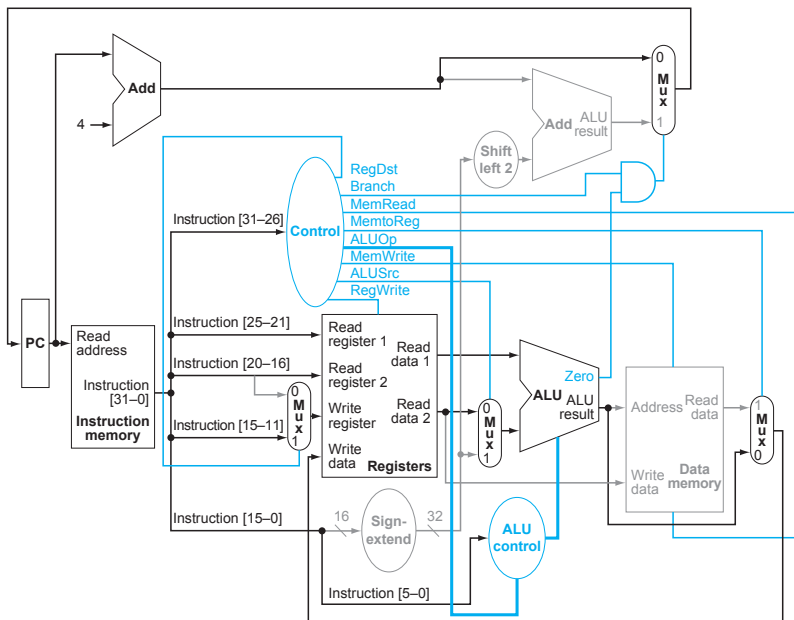 0
M
u
x
1
Add
4
ALU
Add result
Shift
left 2
RegDst
Branch
MemRead
MemtoReg
ALUOp
MemWrite
ALUSrc
RegWrite
Control
Instruction [31–26]
Instruction [25–21]
Instruction [20–16]
Instruction [15–11]
Instruction [15–0]
Instruction [5–0]
PC
Read
address
Instruction
[31–0]
Instruction
memory
0
M
u
x
1
Read
register 1
Read
register 2
Write
register
Write
data
Read
data 1
Read
data 2
Registers
0
M
u
x
1
Zero
ALU
ALU
result
Address
Read
data
Write
data
Data
memory
1
M
u
x
0
16
Sign-
extend
32
ALU
control